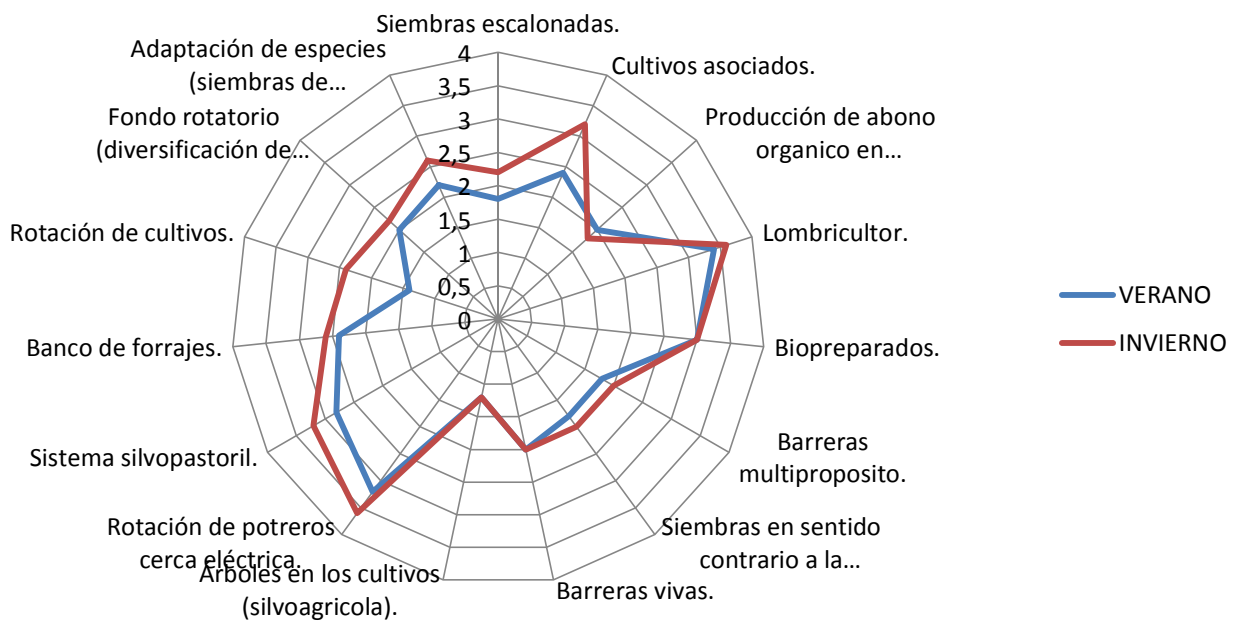 Siembras escalonadas.
Cultivos asociados.
Producción de abono
organico en...
Lombricultor.
Biopreparados.
Barreras
multiproposito.
Siembras en sentido
contrario a la...
Barreras vivas.
Árboles en los cultivos
(silvoagricola).
Rotación de potreros
cerca eléctrica.
Sistema silvopastoril.
Banco de forrajes.
Rotación de cultivos.
Fondo rotatorio
(diversificación de...
Adaptación de especies
(siembras de...
4
3,5
3
2,5
2
1,5
1
0,5
0
VERANO
INVIERNO